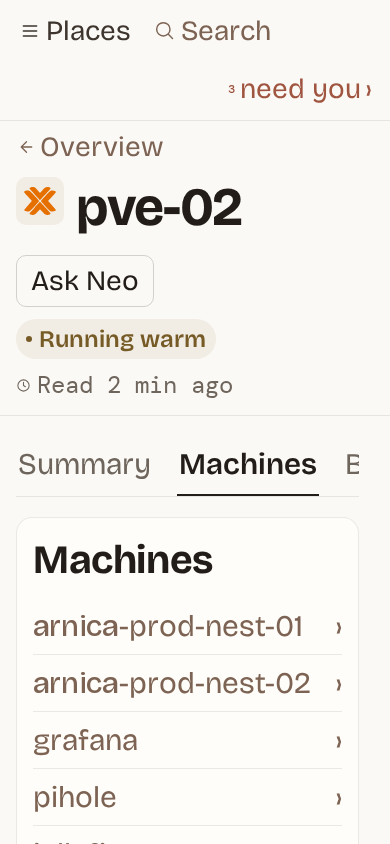 Places Search
3 need you ›
← Overview
pve-02
Ask Neo
• Running warm
Read 2 min ago
Summary Machines
Machines
arnica-prod-nest-01 ›
arnica-prod-nest-02 ›
grafana ›
pihole ›